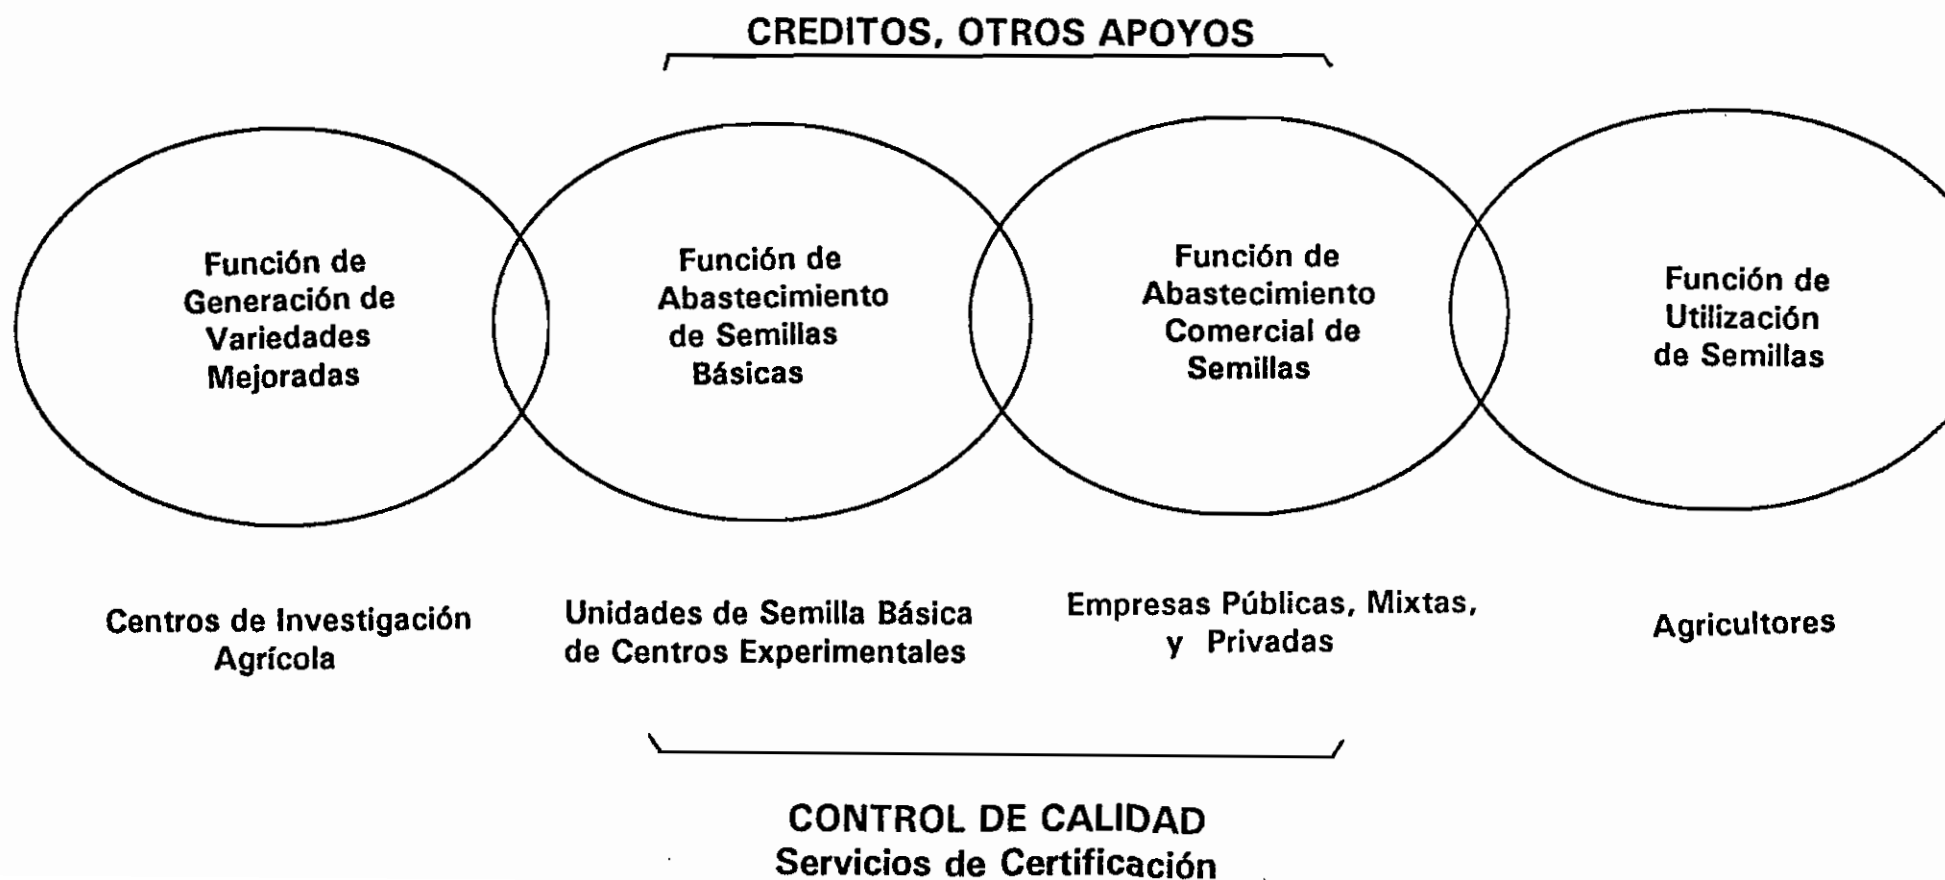 CREDITOS, OTROS APOYOS
Función de
Generación de
Variedades
Mejoradas
Función de
Abastecimiento
de Semillas
Básicas
Función de
Abastecimiento
Comercial de
Semillas
Función de
Utilización
de Semillas
Centros de Investigación
Agrícola
Unidades de Semilla Básica
de Centros Experimentales
Empresas Públicas, Mixtas,
y Privadas
Agricultores
CONTROL DE CALIDAD
Servicios de Certificación